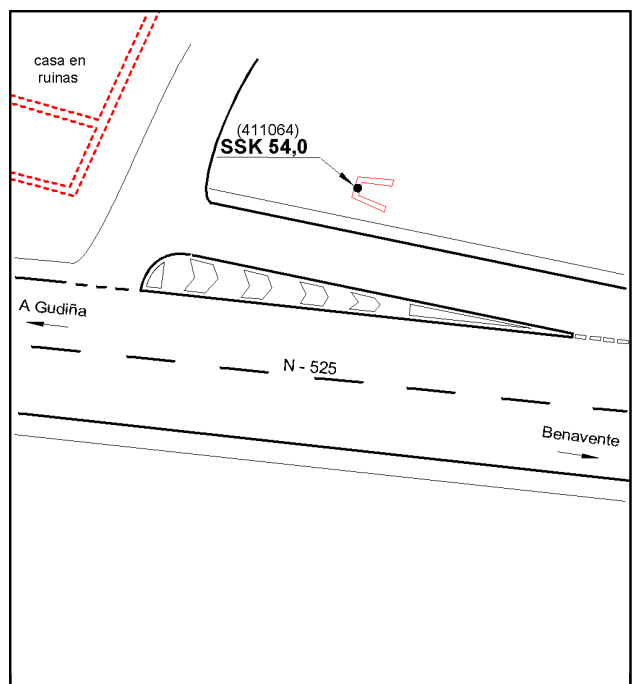 casa en
ruinas
(411064)
SSK 54,0
A Gudiña
N - 525
Benavente